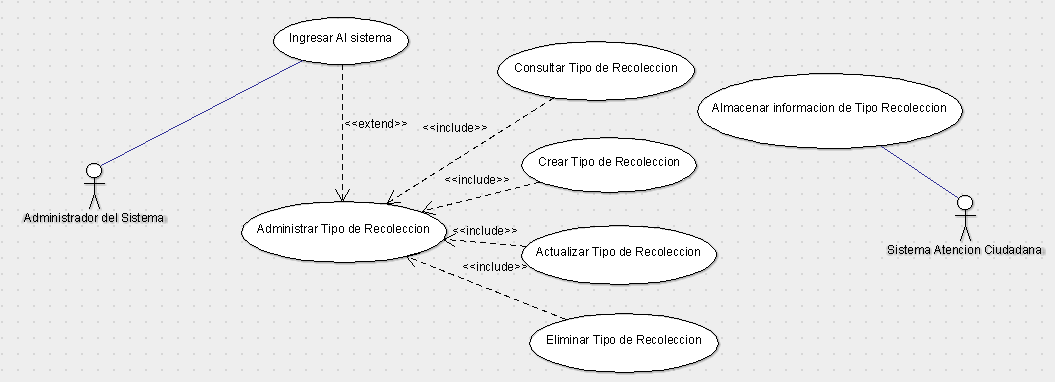 Ingresar Al sistema
Consultar Tipo de Recoleccion
Almacenar informacion de Tipo Recoleccion
<<extend>>
<<include>>
Crear Tipo de Recoleccion
<<include>>
Administrador del Sistema
Administrar Tipo de Recoleccion
<<include>>
Actualizar Tipo de Recoleccion
Sistema Atencion Ciudadana
<<include>>
Eliminar Tipo de Recoleccion